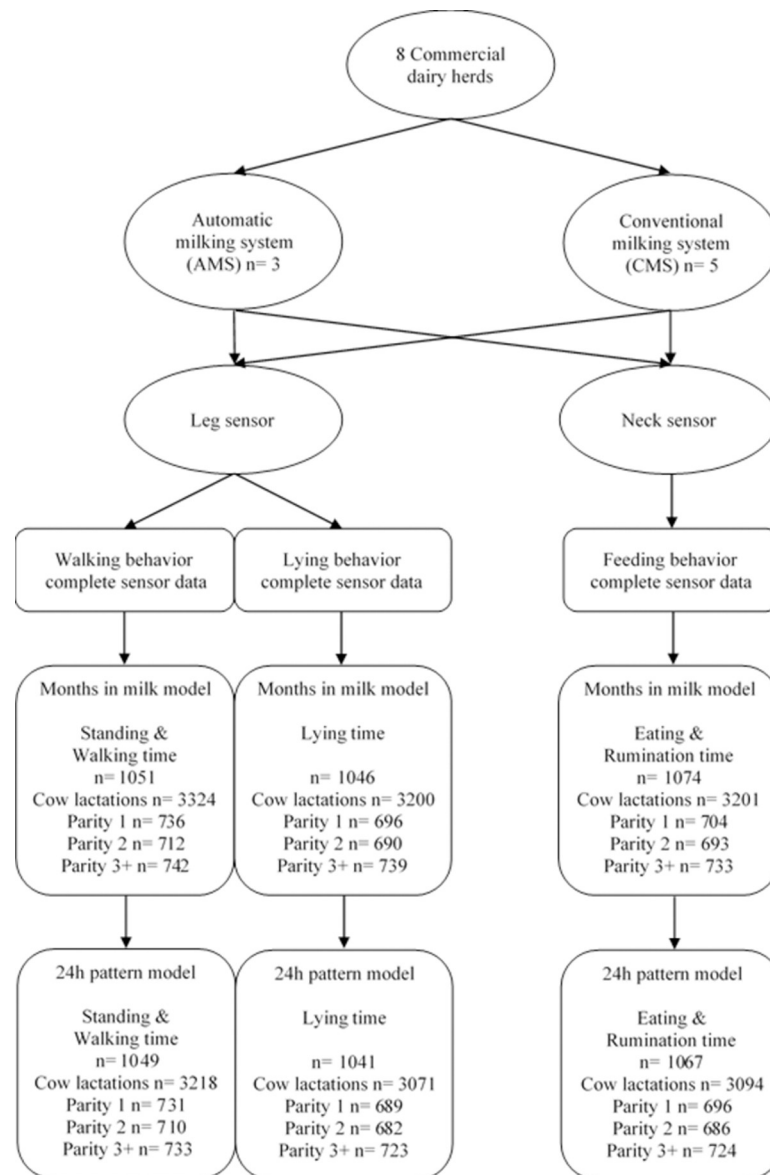 8 Commercial
dairy herds
Automatic
milking system
(AMS) n= 3
Conventional
milking system
(CMS) n= 5
Leg sensor
Neck sensor
Walking behavior
complete sensor data
Lying behavior
complete sensor data
Feeding behavior
complete sensor data
Months in milk model
Standing &
Walking time
n= 1051
Cow lactations n= 3324
Parity 1 n= 736
Parity 2 n= 712
Parity 3+ n= 742
Months in milk model
Lying time
n= 1046
Cow lactations n= 3200
Parity 1 n= 696
Parity 2 n= 690
Parity 3+ n= 739
Months in milk model
Eating &
Rumination time
n= 1074
Cow lactations n= 3201
Parity 1 n= 704
Parity 2 n= 693
Parity 3+ n= 733
24h pattern model
Standing &
Walking time
n= 1049
Cow lactations n= 3218
Parity 1 n= 731
Parity 2 n= 710
Parity 3+ n= 733
24h pattern model
Lying time
n= 1041
Cow lactations n= 3071
Parity 1 n= 689
Parity 2 n= 682
Parity 3+ n= 723
24h pattern model
Eating &
Rumination time
n= 1067
Cow lactations n= 3094
Parity 1 n= 696
Parity 2 n= 686
Parity 3+ n= 724